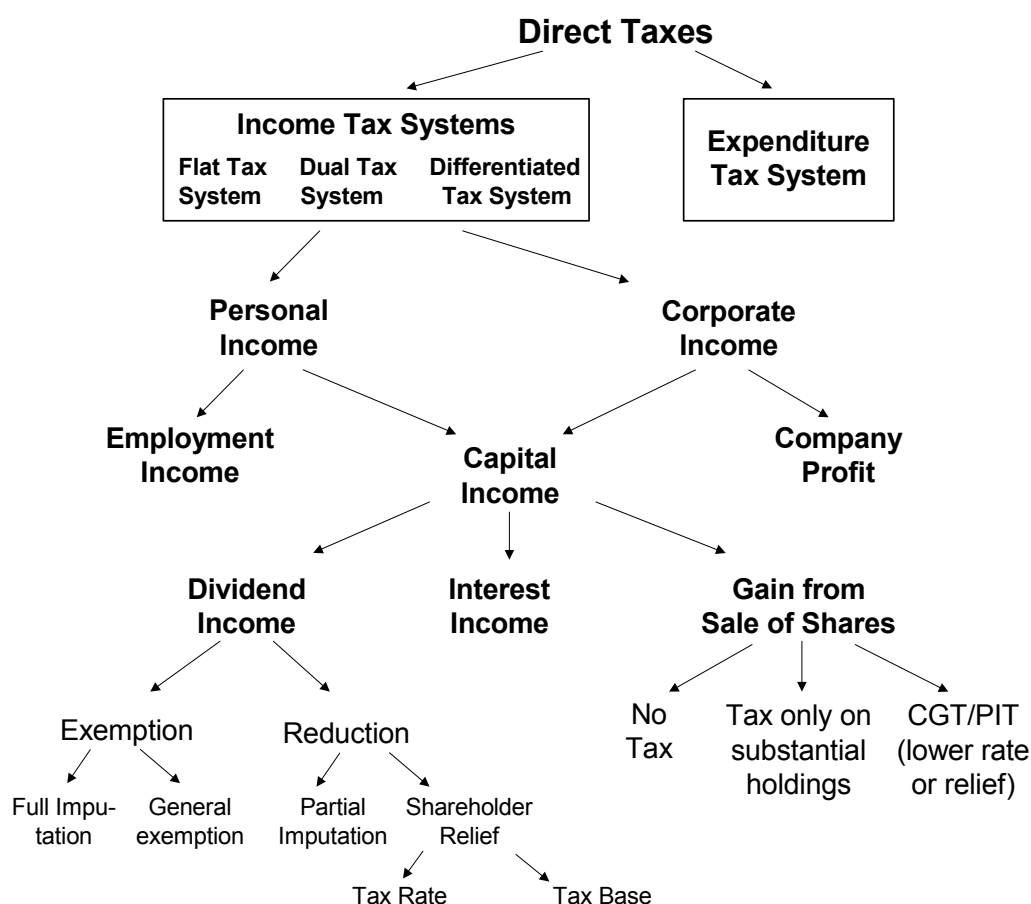 Direct Taxes
Income Tax Systems
Flat Tax System
Dual Tax System
Differentiated Tax System
Expenditure
Tax System
Personal
Income
Corporate
Income
Employment
Income
Capital
Income
Company
Profit
Dividend
Income
Interest
Income
Gain from
Sale of Shares
Exemption
Reduction
No
Tax
Tax only on
substantial
holdings
CGT/PIT
(lower rate
or relief)
Full Impu-
tation
General
exemption
Partial
Imputation
Shareholder
Relief
Tax Rate
Tax Base